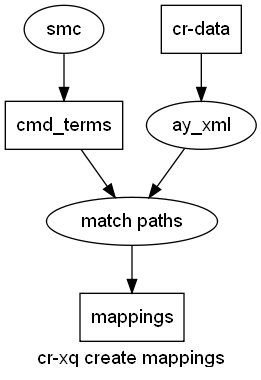 smc
cr-data
cmd_terms
ay_xml
match paths
mappings
cr-xq create mappings